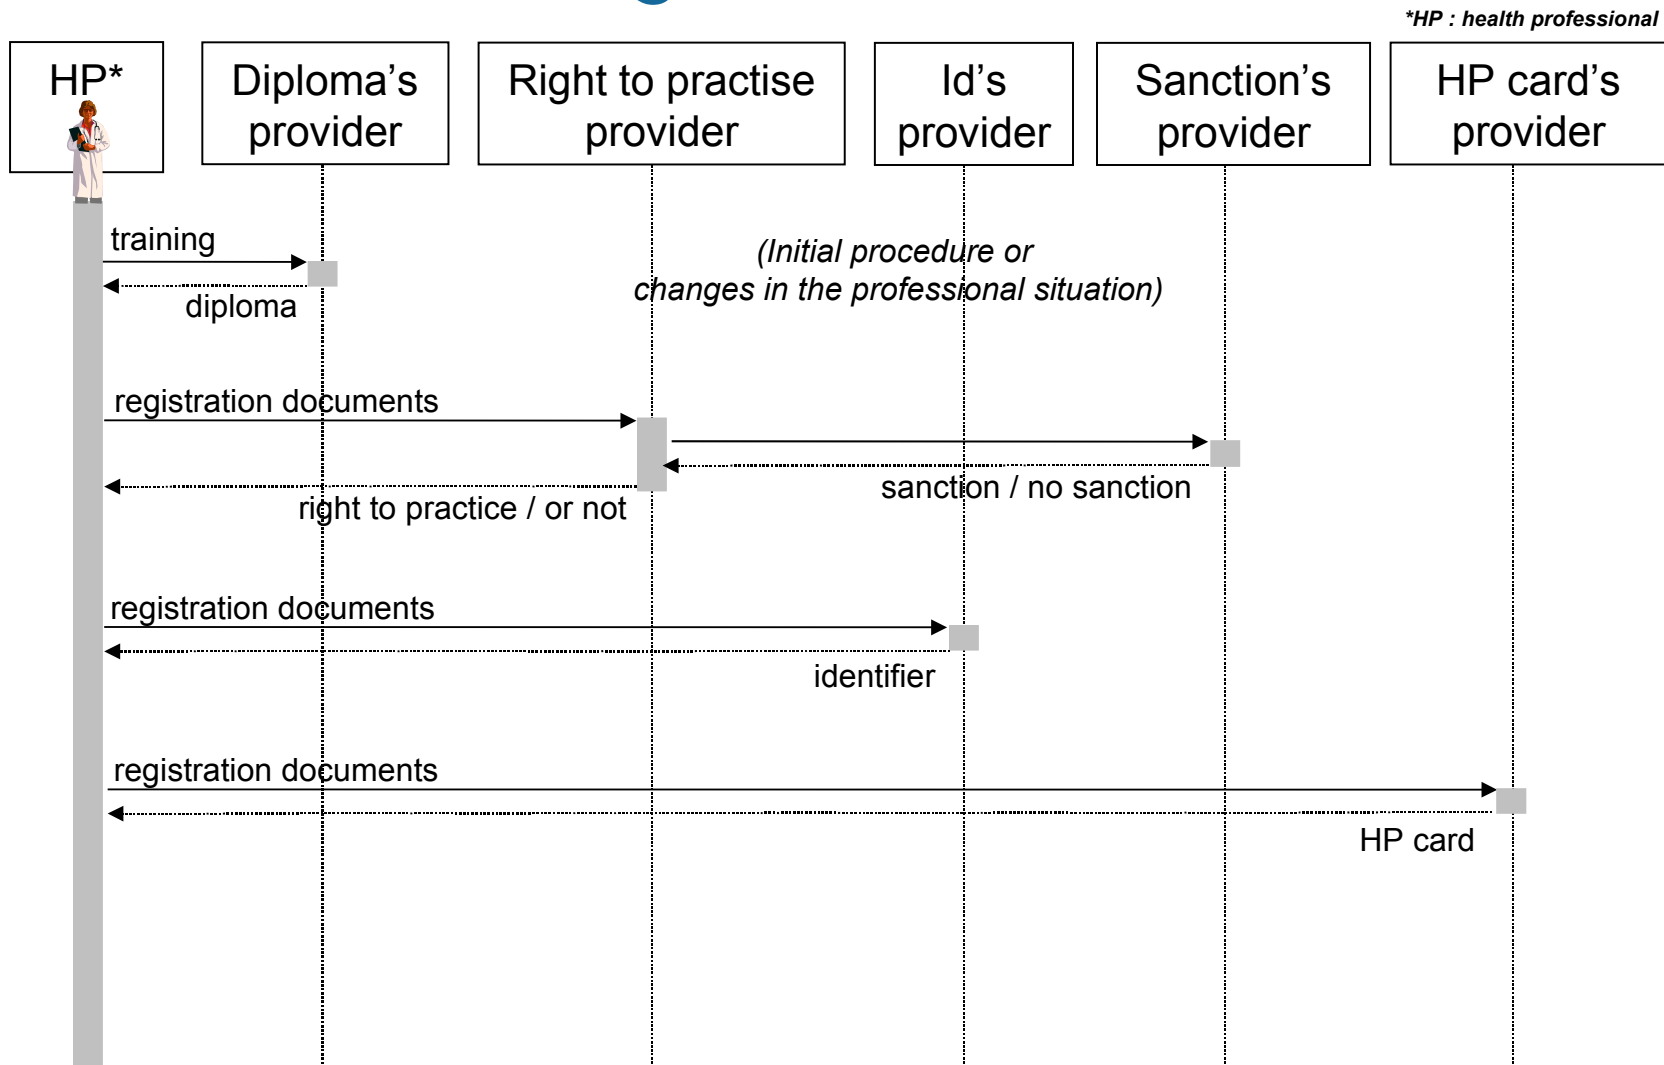 *HP : health professional
HP*
Diploma's
provider
Right to practise
provider
Id's
provider
Sanction's
provider
HP card's
provider
training
(Initial procedure or
changes in the professional situation)
diploma
registration documents
sanction / no sanction
right to practice / or not
registration documents
identifier
registration documents
HP card